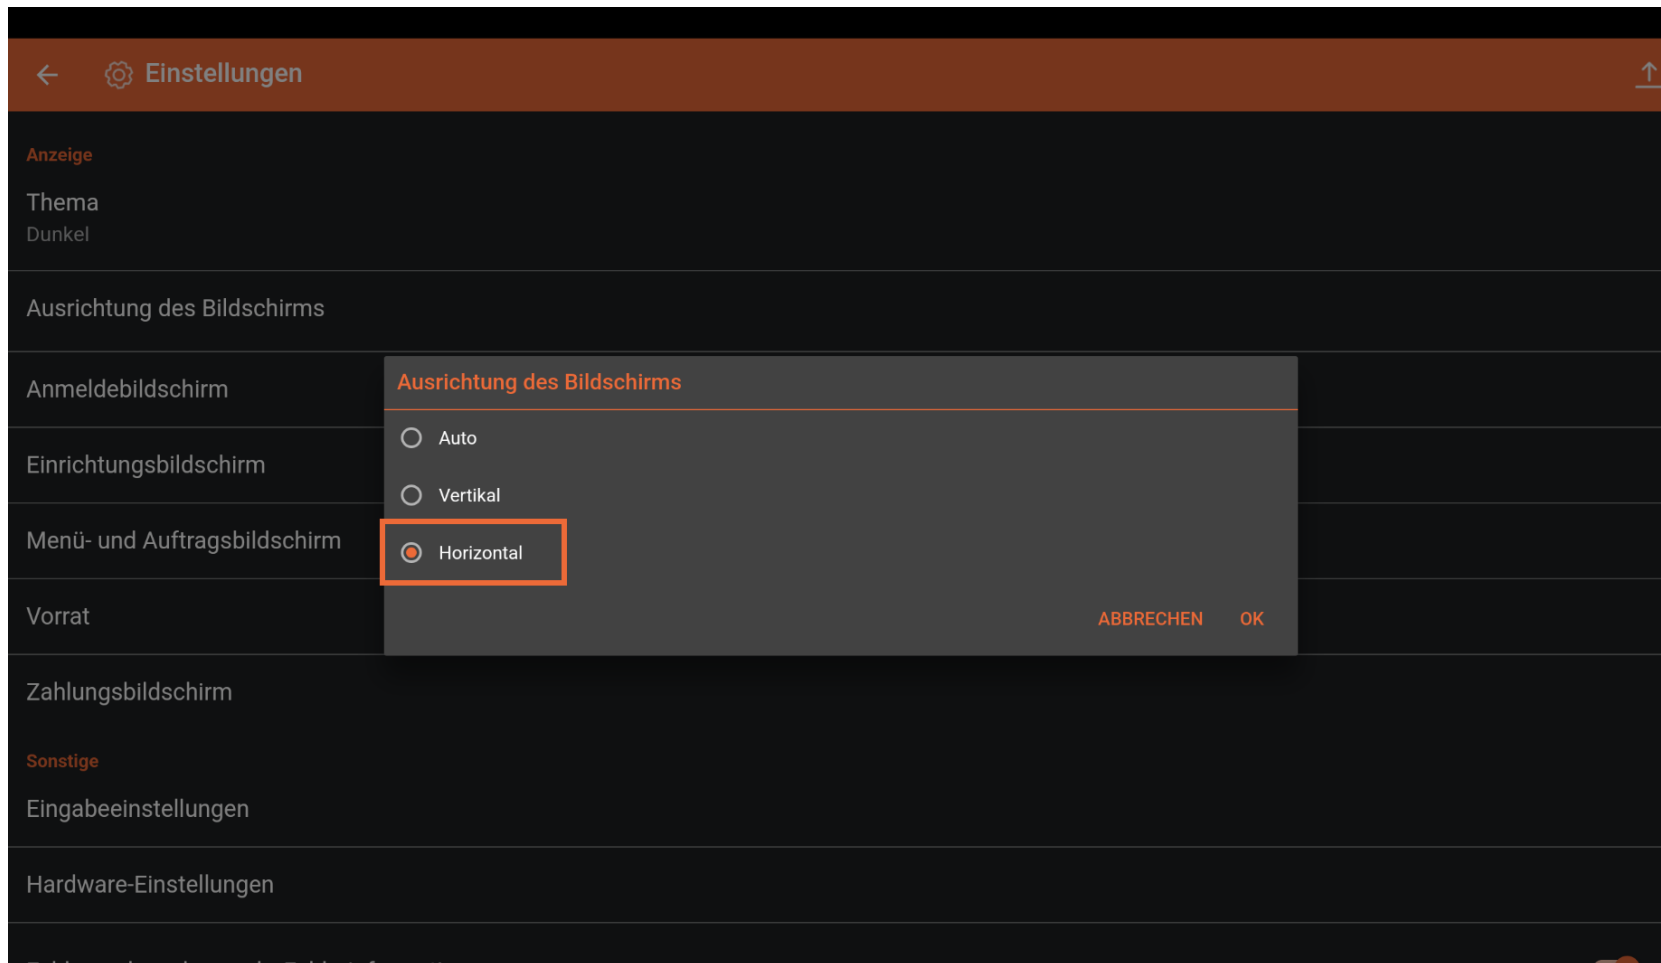 Einstellungen
Anzeige
Thema
Dunkel
Ausrichtung des Bildschirms
Anmeldebildschirm
Einrichtungsbildschirm
Menü- und Auftragsbildschirm
Vorrat
Zahlungsbildschirm
Ausrichtung des Bildschirms
Auto
Vertikal
Horizontal
ABBRECHEN OK
Sonstige
Eingabeeinstellungen
Hardware-Einstellungen